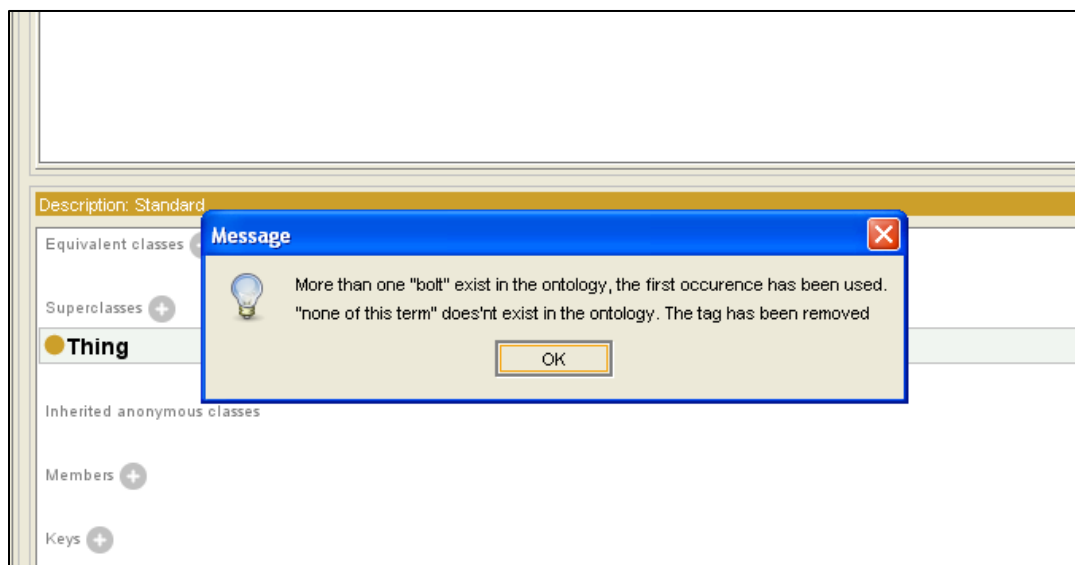 Description: Standard
Equivalent classes
Message
More than one "bolt" exist in the ontology, the first occurence has been used.
"none of this term" does'nt exist in the ontology. The tag has been removed
OK
Superclasses
Thing
Inherited anonymous classes
Members
Keys